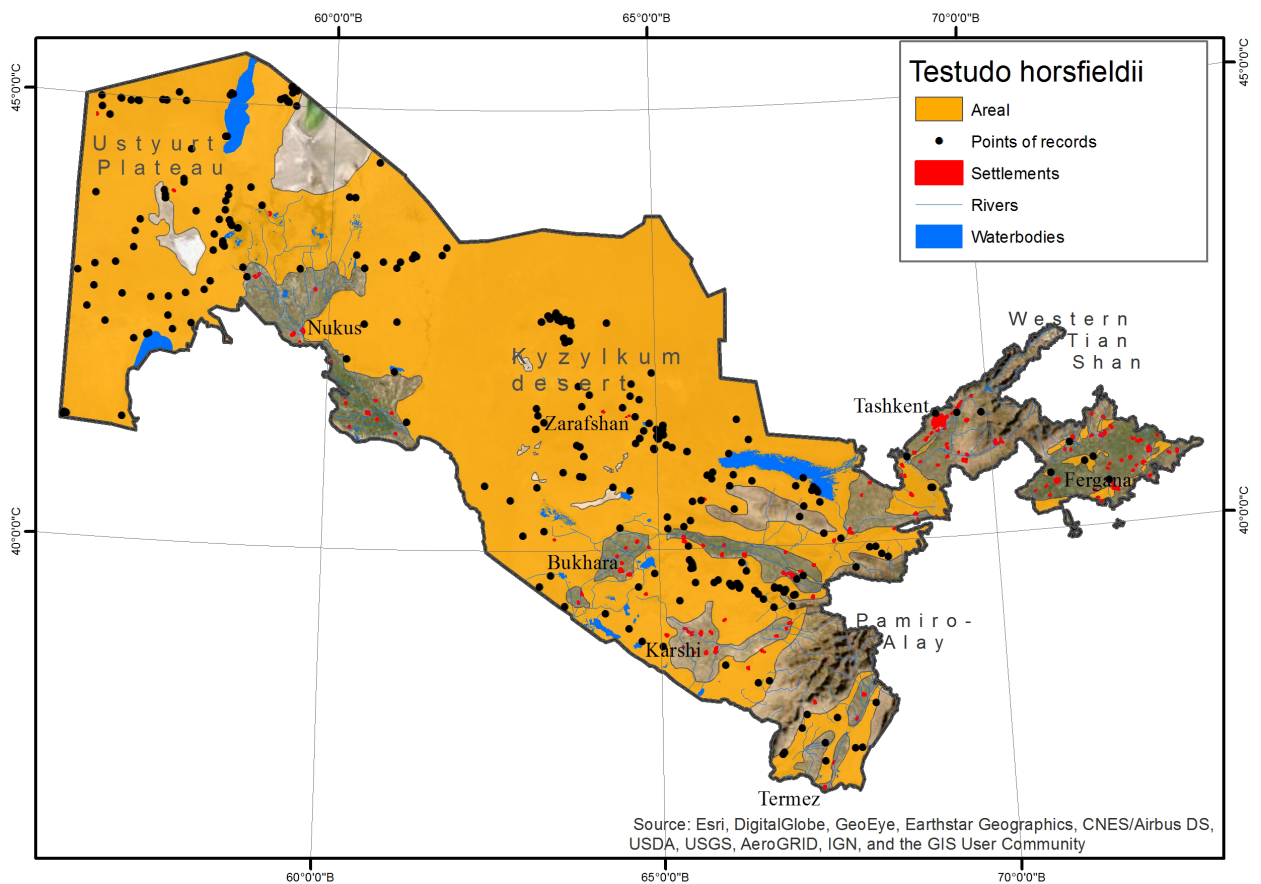 60°0'0"B
65°0'0"B
70°0'0"B
45°0'0"C
45°0'0"C
Testudo horsfieldii
Areal
Points of records
Settlements
Rivers
Waterbodies
Ustyurt
Plateau
Nukus
Western
Tian
Shan
Kyzylkum
desert
Tashkent
Zarafshan
Fergana
40°0'0"C
40°0'0"C
Bukhara
Pamiro-
Alay
Karshi
Termez
Source: Esri, DigitalGlobe, GeoEye, Earthstar Geographics, CNES/Airbus DS,
USDA, USGS, AeroGRID, IGN, and the GIS User Community
60°0'0"B
65°0'0"B
70°0'0"B